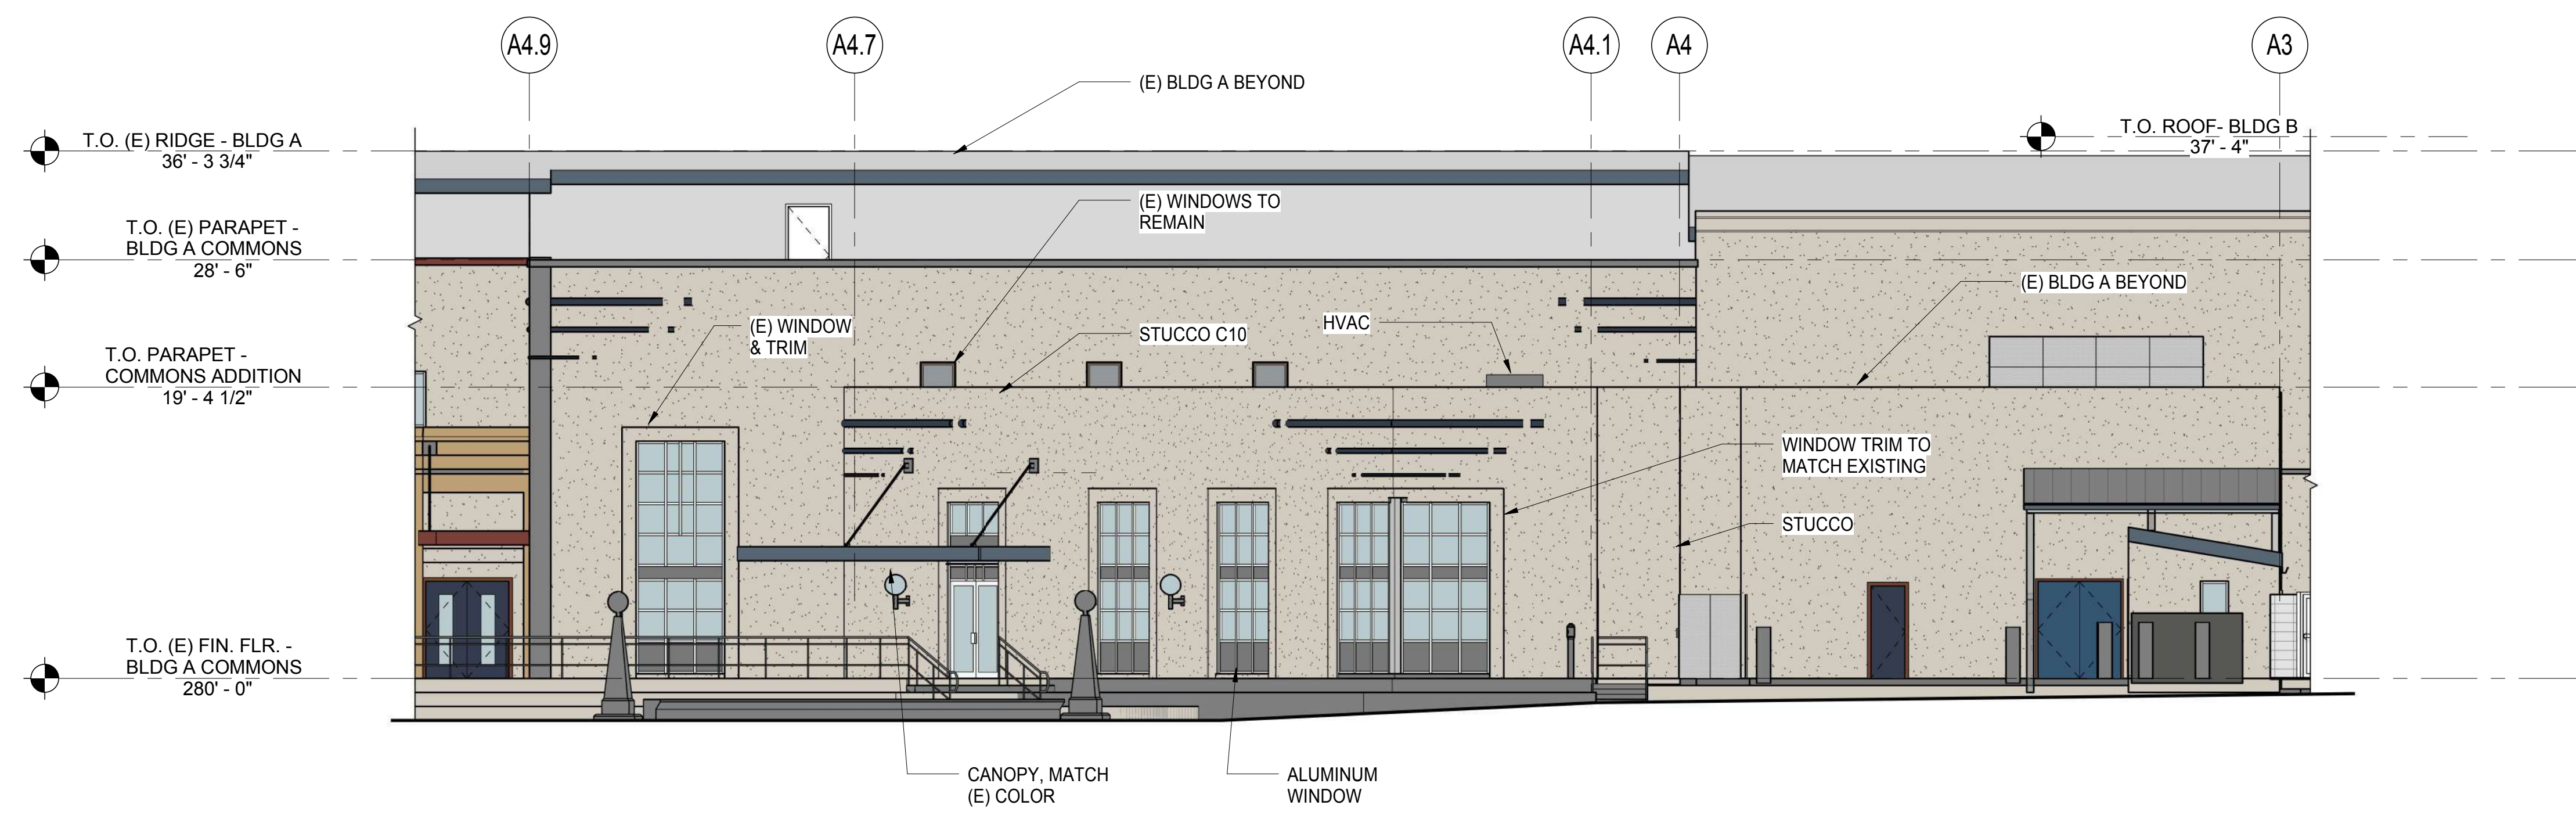 A4.9
A4.7
A4.1
A4
A3
(E) BLDG A BEYOND
T.O. (E) RIDGE - BLDG A
36' - 3 3/4"
T.O. ROOF- BLDG B
37' - 4"
(E) WINDOWS TO
REMAIN
T.O. (E) PARAPET -
BLDG A COMMONS
28' - 6"
(E) BLDG A BEYOND
(E) WINDOW
& TRIM
STUCCO C10
HVAC
T.O. PARAPET -
COMMONS ADDITION
19' - 4 1/2"
WINDOW TRIM TO
MATCH EXISTING
STUCCO
T.O. (E) FIN. FLR. -
BLDG A COMMONS
280' - 0"
CANOPY, MATCH
(E) COLOR
ALUMINUM
WINDOW